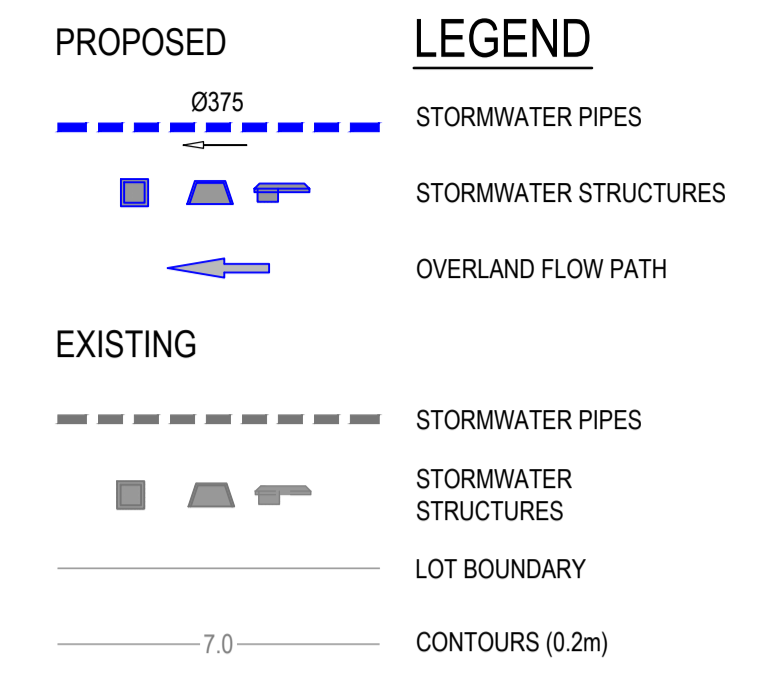 PROPOSED
LEGEND
Ø375
STORMWATER PIPES
STORMWATER STRUCTURES
OVERLAND FLOW PATH
EXISTING
STORMWATER PIPES
STORMWATER
STRUCTURES
LOT BOUNDARY
7.0
CONTOURS (0.2m)